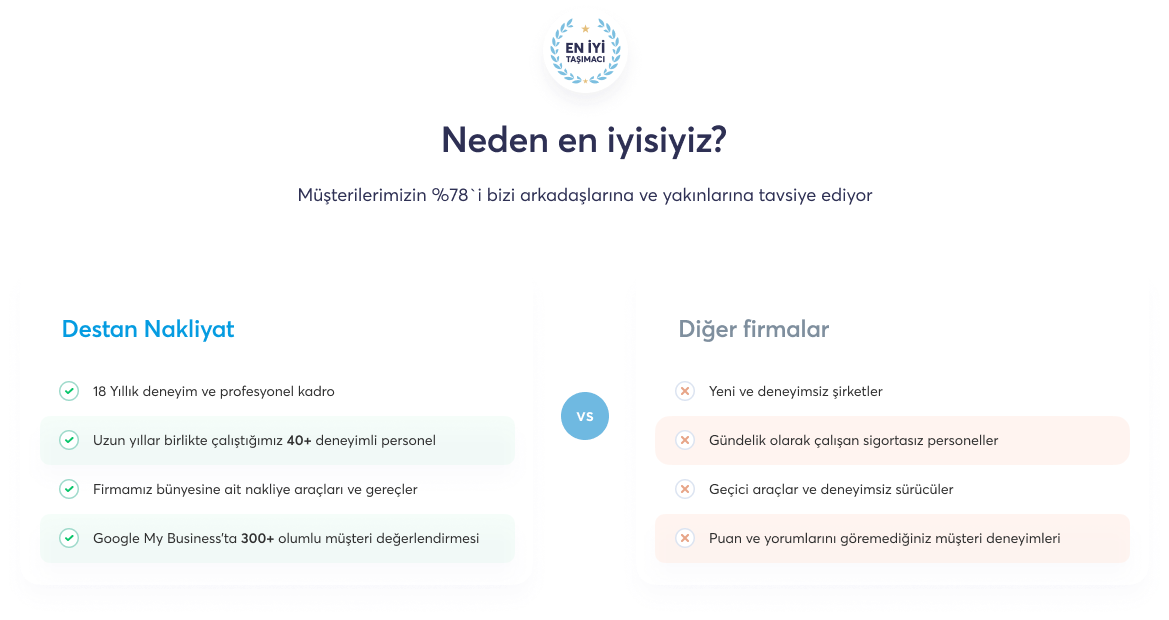 EN İYİ
TAŞIMACI
Neden en iyisiyiz?
Müşterilerimizin %78`i bizi arkadaşlarına ve yakınlarına tavsiye ediyor
Destan Nakliyat
18 Yıllık deneyim ve profesyonel kadro
Uzun yıllar birlikte çalıştığımız 40+ deneyimli personel
Firmamız bünyesine ait nakliye araçları ve gereçler
Google My Business'ta 300+ olumlu müşteri değerlendirmesi
VS
Diğer firmalar
Yeni ve deneyimsiz şirketler
Gündelik olarak çalışan sigortasız personeller
Geçici araçlar ve deneyimsiz sürücüler
Puan ve yorumlarını göremediğiniz müşteri deneyimleri